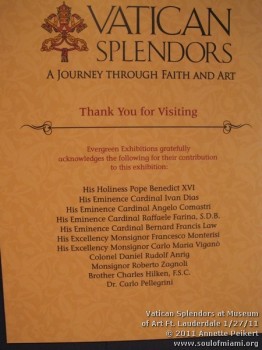 VATICAN
SPLENDORS
A JOURNEY THROUGH FAITH AND ART
Thank You for Visiting
Evergreen Exhibitions gratefully
acknowledges the following for their contribution
to this exhibition:
His Holiness Pope Benedict XVI
His Eminence Cardinal Ivan Dias
His Eminence Cardinal Angelo Comastri
His Eminence Cardinal Raffaele Farina, S.D.B.
His Eminence Cardinal Bernard Francis Law
His Excellency Monsignor Francesco Monterisi
His Excellency Monsignor Carlo Maria Viganò
Colonel Daniel Rudolf Anrig
Monsignor Roberto Zagnoli
Brother Charles Hilken, F.S.C.
Dr. Carlo Pellegrini
Vatican Splendors at Museum
of Art Ft. Lauderdale 1/27/11
© 2011 Annette Peikert
www.soulofmiami.org